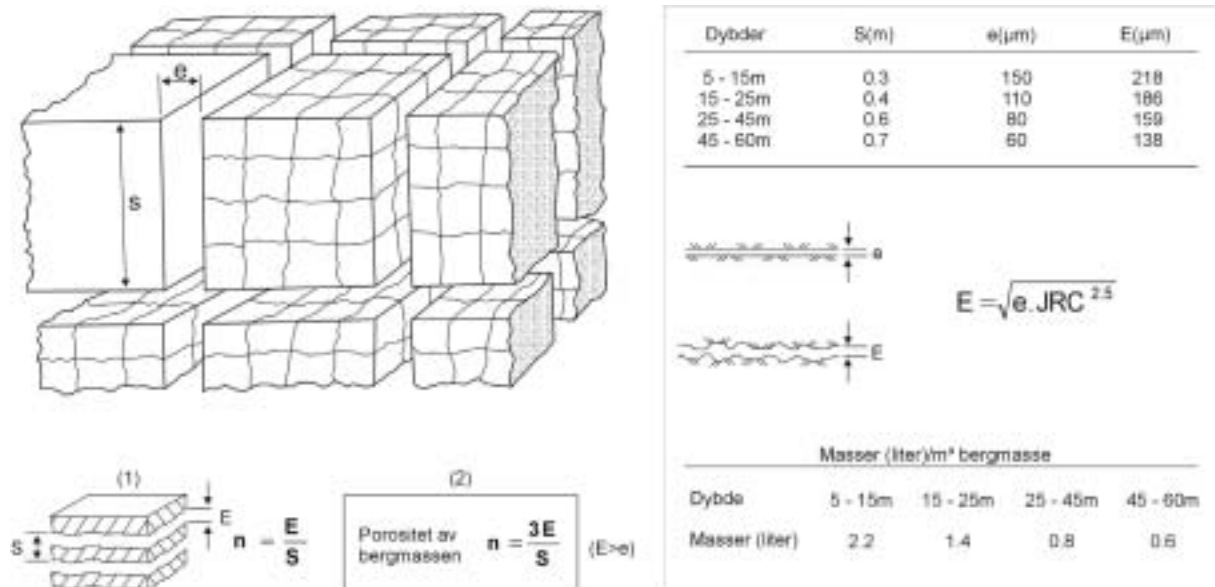 e
S
(1)
E
S
n = E/S
(2)
Porositet av bergmassen n = 3E/S
(E>e)
Dybder S(m) e(µm) E(µm)
5 - 15m 0.3 150 218
15 - 25m 0.4 110 186
25 - 45m 0.6 80 159
45 - 60m 0.7 60 138
e
E = √e.JRC 2.5
E
Masser (liter)/m³ bergmasse
Dybde 5 - 15m 15 - 25m 25 - 45m 45 - 60m
Masser (liter) 2.2 1.4 0.8 0.6